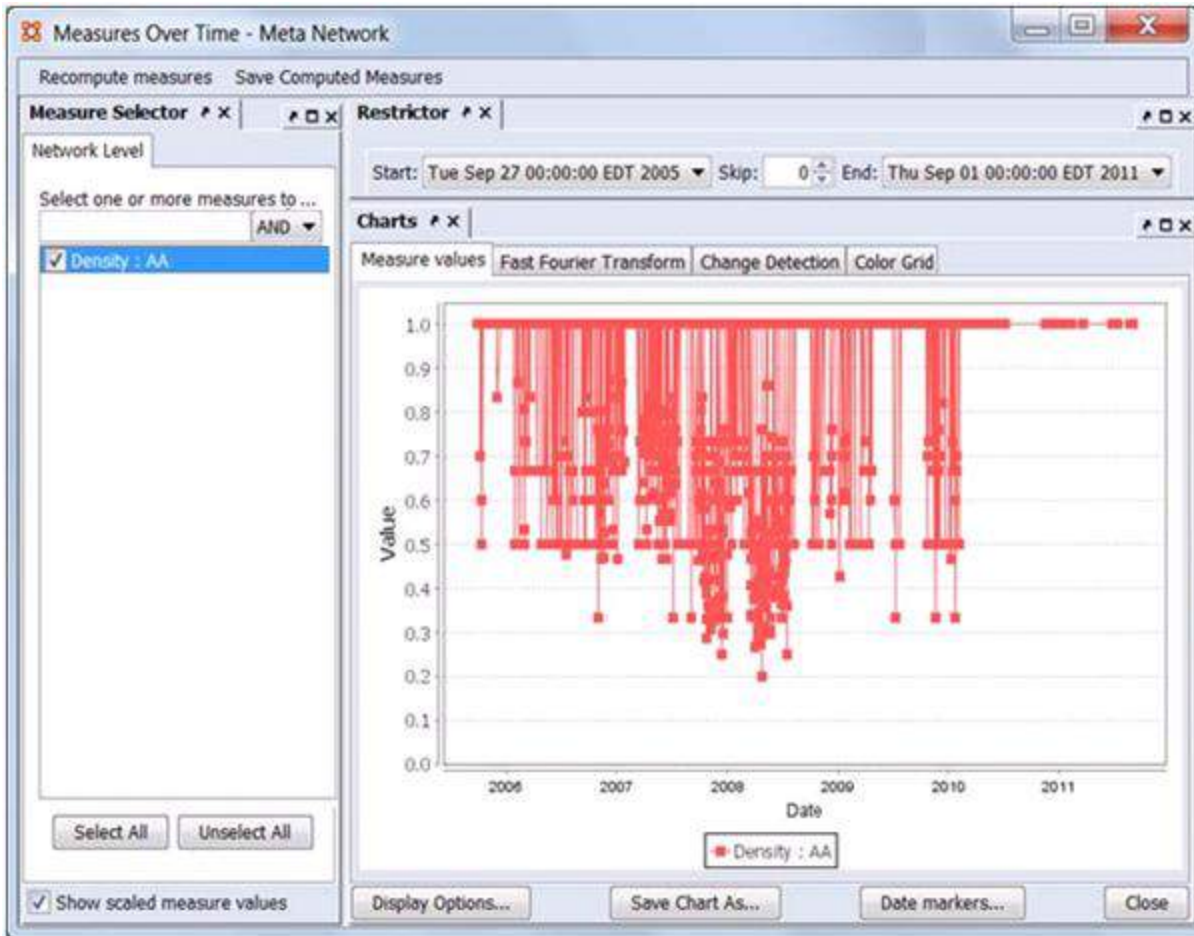 Measures Over Time - Meta Network
Recompute measures Save Computed Measures
Measure Selector
Network Level
Select one or more measures to ...
AND
Density : AA
Select All Unselect All
Show scaled measure values
Restrictor
Start: Tue Sep 27 00:00:00 EDT 2005 Skip: 0 End: Thu Sep 01 00:00:00 EDT 2011
Charts
Measure values Fast Fourier Transform Change Detection Color Grid
Value
1.0
0.9
0.8
0.7
0.6
0.5
0.4
0.3
0.2
0.1
0.0
2006 2007 2008 2009 2010 2011
Date
Density : AA
Display Options... Save Chart As... Date markers... Close